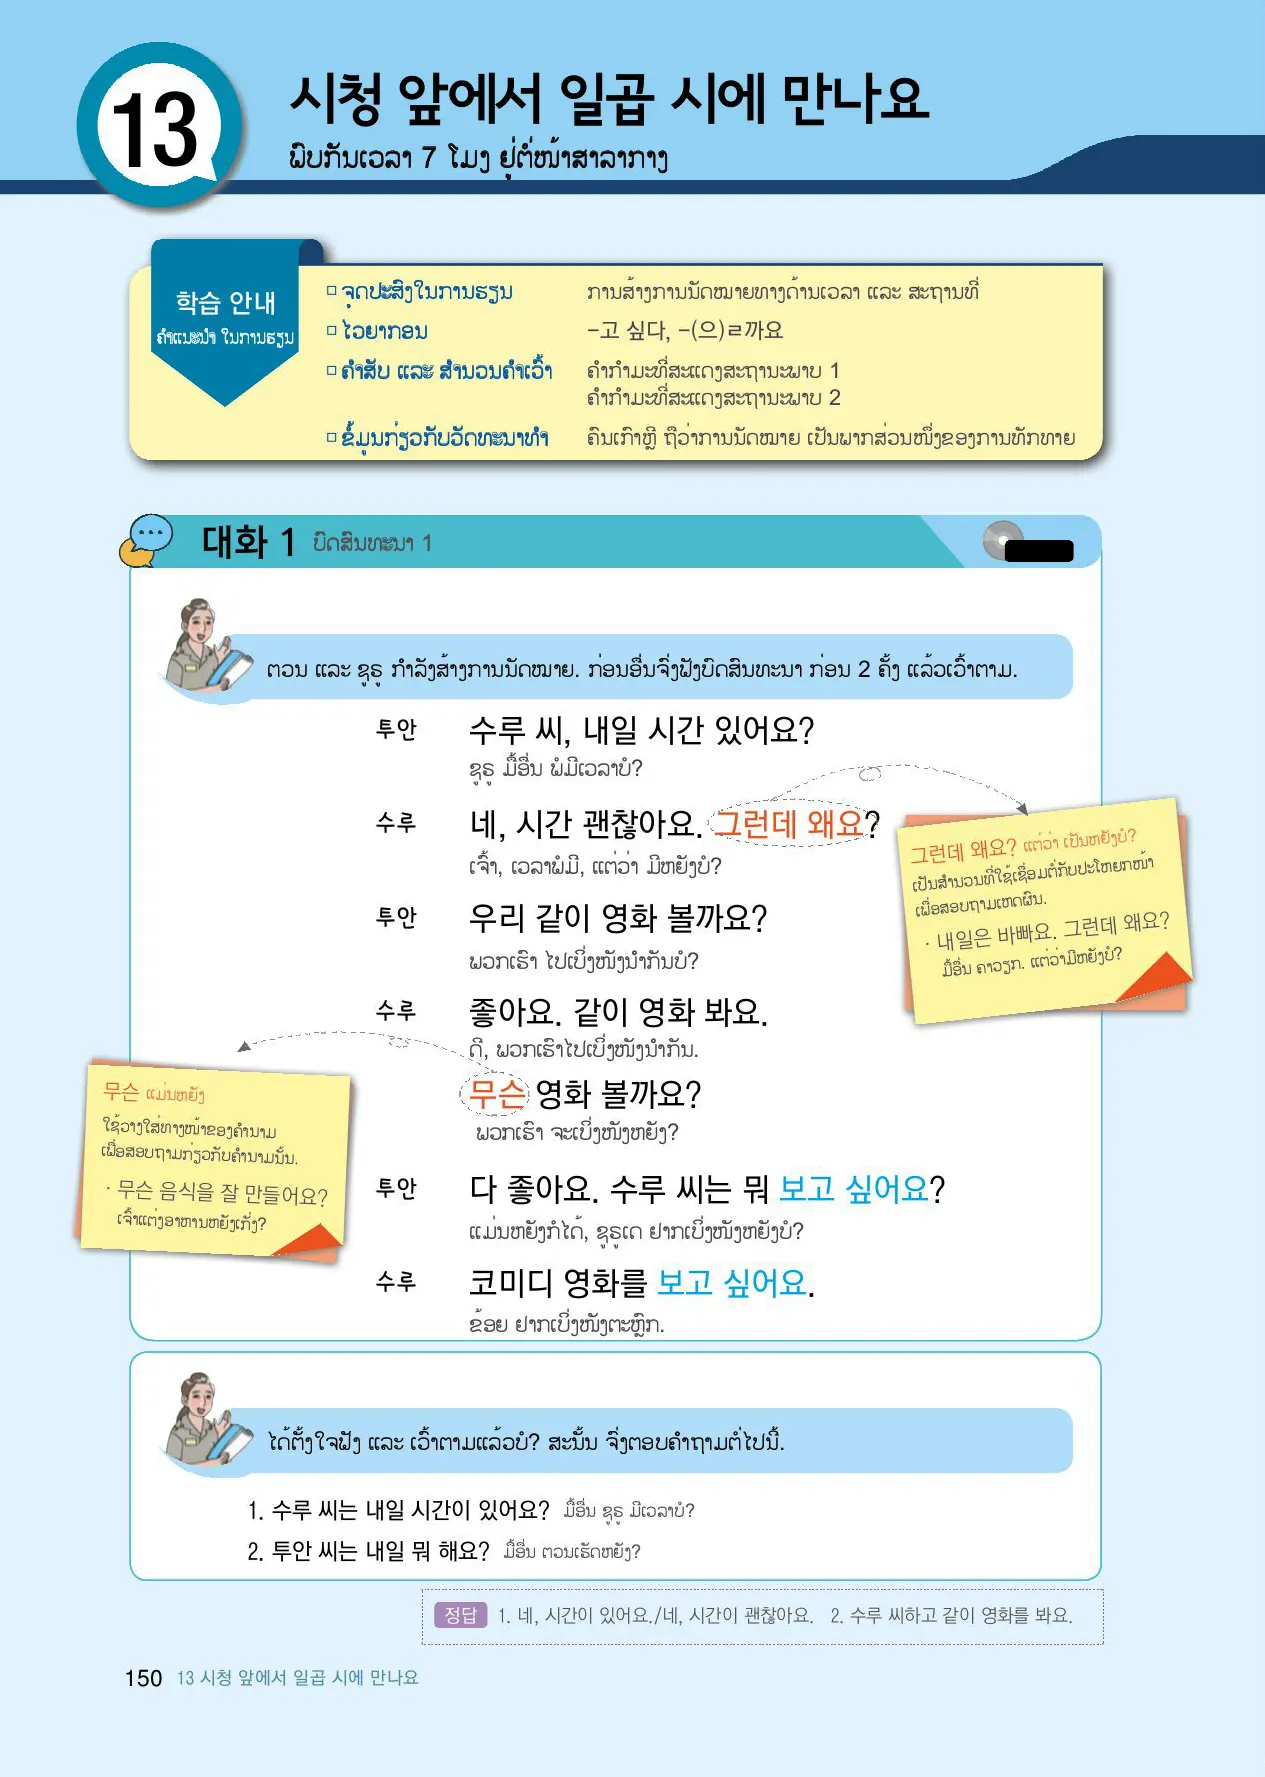 13
시청 앞에서 일곱 시에 만나요
ພົບກັນເວລາ 7 ໂມງ ຢູ່ຕໍ່ໜ້າສາລາກາງ
학습 안내
ຄຳແນະນຳ ໃນການຮຽນ
□ ຈຸດປະສົງໃນການຮຽນ ການສ້າງການນັດໝາຍທາງດ້ານເວລາ ແລະ ສະຖານທີ່
□ ໄວຍາກອນ -고 싶다, -(으)ㄹ까요
□ ຄຳສັບ ແລະ ສຳນວນຄຳເວົ້າ ຄຳກຳມະທີ່ສະແດງສະຖານະພາບ 1
ຄຳກຳມະທີ່ສະແດງສະຖານະພາບ 2
□ ຂໍ້ມູນກ່ຽວກັບວັດທະນາທຳ ຄົນເກົາຫຼີ ຖືວ່າການນັດໝາຍ ເປັນພາກສ່ວນໜຶ່ງຂອງການທັກທາຍ
대화 1 ບົດສົນທະນາ 1
ຕວນ ແລະ ຊູຣູ ກຳລັງສ້າງການນັດໝາຍ. ກ່ອນອື່ນຈົ່ງຟັງບົດສົນທະນາ ກ່ອນ 2 ຄັ້ງ ແລ້ວເວົ້າຕາມ.
투안 수루 씨, 내일 시간 있어요?
ຊູຣູ ມື້ອື່ນ ພໍມີເວລາບໍ?
수루 네, 시간 괜찮아요. 그런데 왜요?
ເຈົ້າ, ເວລາພໍມີ, ແຕ່ວ່າ ມີຫຍັງບໍ?
그런데 왜요? ແຕ່ວ່າ ເປັນຫຍັງບໍ?
ເປັນສຳນວນທີ່ໃຊ້ເຊື່ອມຕໍ່ກັບປະໂຫຍກໜ້າ
ເພື່ອສອບຖາມເຫດຜົນ.
· 내일은 바빠요. 그런데 왜요?
ມື້ອື່ນ ຄາວຽກ. ແຕ່ວ່າມີຫຍັງບໍ?
투안 우리 같이 영화 볼까요?
ພວກເຮົາ ໄປເບິ່ງໜັງນຳກັນບໍ?
수루 좋아요. 같이 영화 봐요.
ດີ, ພວກເຮົາໄປເບິ່ງໜັງນຳກັນ.
무슨 영화 볼까요?
ພວກເຮົາ ຈະເບິ່ງໜັງຫຍັງ?
무슨 ແມ່ນຫຍັງ
ໃຊ້ວາງໃສ່ທາງໜ້າຂອງຄຳນາມ
ເພື່ອສອບຖາມກ່ຽວກັບຄຳນາມນັ້ນ.
· 무슨 음식을 잘 만들어요?
ເຈົ້າແຕ່ງອາຫານຫຍັງເກັ່ງ?
투안 다 좋아요. 수루 씨는 뭐 보고 싶어요?
ແມ່ນຫຍັງກໍໄດ້, ຊູຣູເດ ຢາກເບິ່ງໜັງຫຍັງບໍ?
수루 코미디 영화를 보고 싶어요.
ຂ້ອຍ ຢາກເບິ່ງໜັງຕະຫຼົກ.
ໄດ້ຕັ້ງໃຈຟັງ ແລະ ເວົ້າຕາມແລ້ວບໍ? ສະນັ້ນ ຈົ່ງຕອບຄຳຖາມຕໍ່ໄປນີ້.
1. 수루 씨는 내일 시간이 있어요? ມື້ອື່ນ ຊູຣູ ມີເວລາບໍ?
2. 투안 씨는 내일 뭐 해요? ມື້ອື່ນ ຕວນເຮັດຫຍັງ?
정답 1. 네, 시간이 있어요./네, 시간이 괜찮아요. 2. 수루 씨하고 같이 영화를 봐요.
150 13 시청 앞에서 일곱 시에 만나요